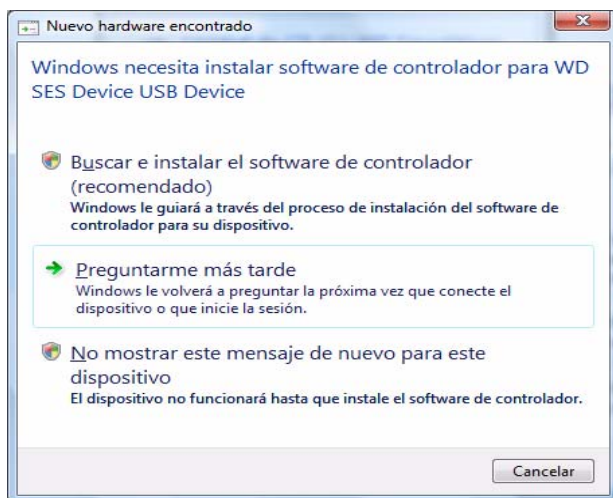 Nuevo hardware encontrado
Windows necesita instalar software de controlador para WD
SES Device USB Device
Buscar e instalar el software de controlador
(recomendado)
Windows le guiará a través del proceso de instalación del software de
controlador para su dispositivo.
Preguntarme más tarde
Windows le volverá a preguntar la próxima vez que conecte el
dispositivo o que inicie la sesión.
No mostrar este mensaje de nuevo para este
dispositivo
El dispositivo no funcionará hasta que instale el software de controlador.
Cancelar